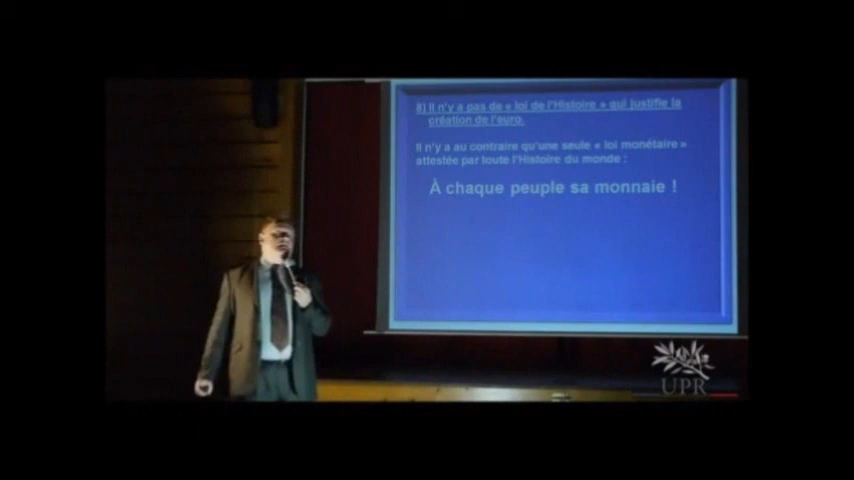 8) Il n'y a pas de « loi de l'Histoire » qui justifie la
création de l'euro.
Il n'y a au contraire qu'une seule « loi monétaire »
attestée par toute l'Histoire du monde :
À chaque peuple sa monnaie !
UPR